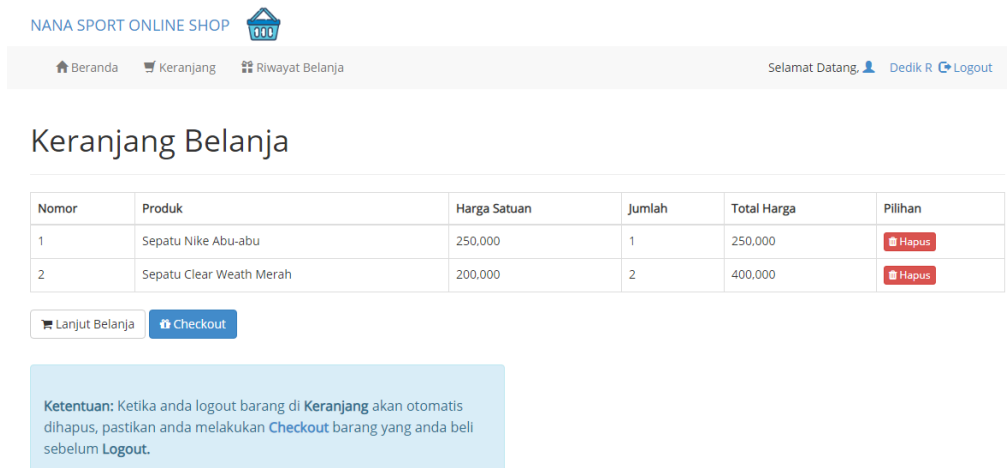 NANA SPORT ONLINE SHOP
Beranda Keranjang Riwayat Belanja Selamat Datang, Dedik R Logout
Keranjang Belanja
Nomor Produk Harga Satuan Jumlah Total Harga Pilihan
1 Sepatu Nike Abu-abu 250,000 1 250,000 Hapus
2 Sepatu Clear Weath Merah 200,000 2 400,000 Hapus
Lanjut Belanja Checkout
Ketentuan: Ketika anda logout barang di Keranjang akan otomatis
dihapus, pastikan anda melakukan Checkout barang yang anda beli
sebelum Logout.